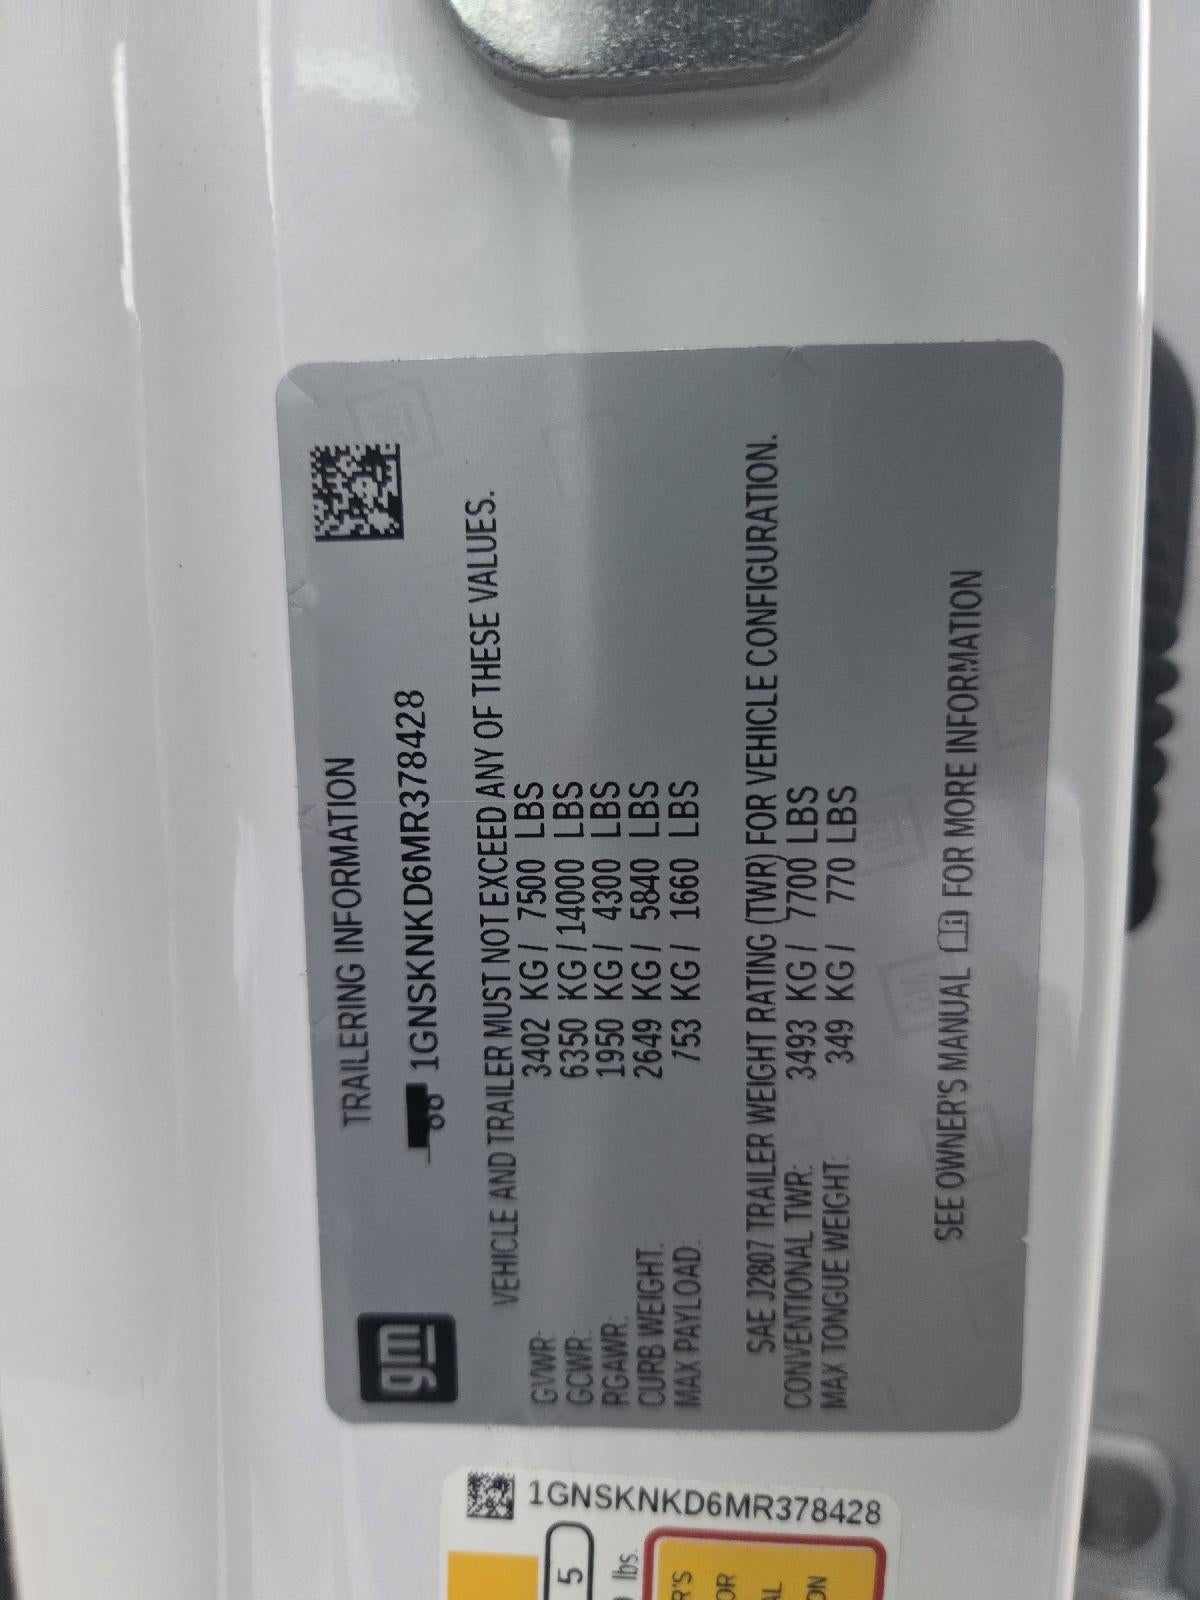 gm
TRAILERING INFORMATION
1GNSKNKD6MR378428
VEHICLE AND TRAILER MUST NOT EXCEED ANY OF THESE VALUES.
GVWR: 3402 KG / 7500 LBS
GCWR: 6350 KG / 14000 LBS
RGAWR: 1950 KG / 4300 LBS
CURB WEIGHT: 2649 KG / 5840 LBS
MAX PAYLOAD: 753 KG / 1660 LBS
SAE J2807 TRAILER WEIGHT RATING (TWR) FOR VEHICLE CONFIGURATION.
CONVENTIONAL TWR: 3493 KG / 7700 LBS
MAX TONGUE WEIGHT: 349 KG / 770 LBS
SEE OWNER'S MANUAL FOR MORE INFORMATION
1GNSKNKD6MR378428
5
lbs.